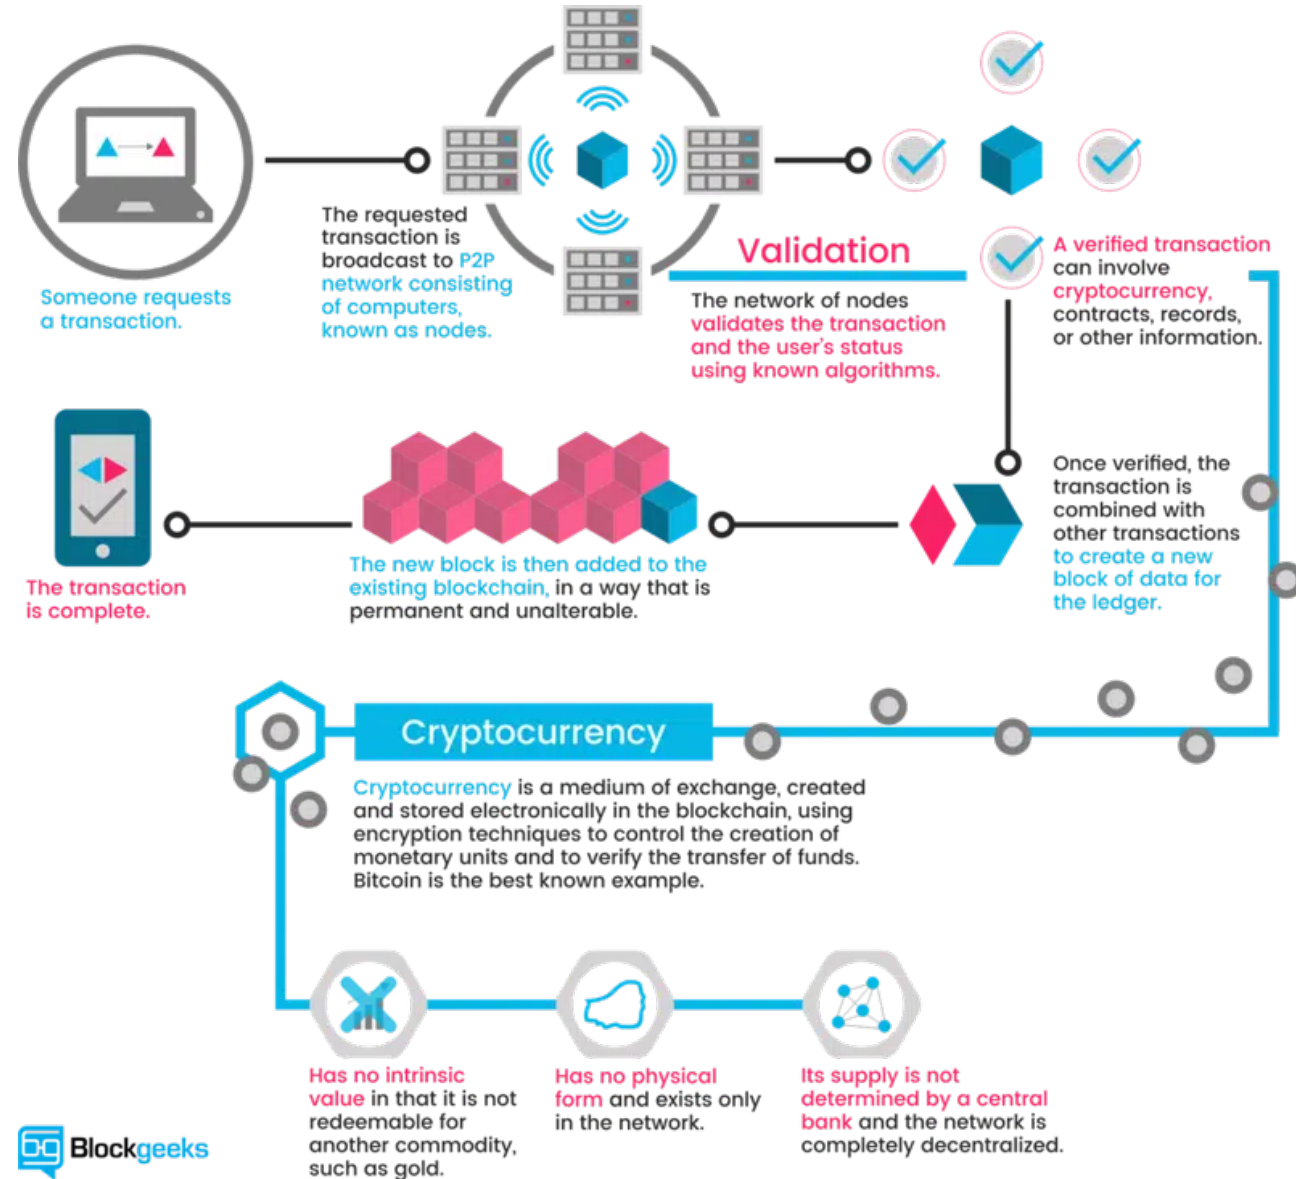 Someone requests
a transaction.
The requested
transaction is
broadcast to P2P
network consisting
of computers,
known as nodes.
Validation
The network of nodes
validates the transaction
and the user's status
using known algorithms.
A verified transaction
can involve
cryptocurrency,
contracts, records,
or other information.
Once verified, the
transaction is
combined with
other transactions
to create a new
block of data for
the ledger.
The new block is then added to the
existing blockchain, in a way that is
permanent and unalterable.
The transaction
is complete.
Cryptocurrency
Cryptocurrency is a medium of exchange, created
and stored electronically in the blockchain, using
encryption techniques to control the creation of
monetary units and to verify the transfer of funds.
Bitcoin is the best known example.
Has no intrinsic
value in that it is not
redeemable for
another commodity,
such as gold.
Has no physical
form and exists only
in the network.
Its supply is not
determined by a central
bank and the network is
completely decentralized.
Blockgeeks